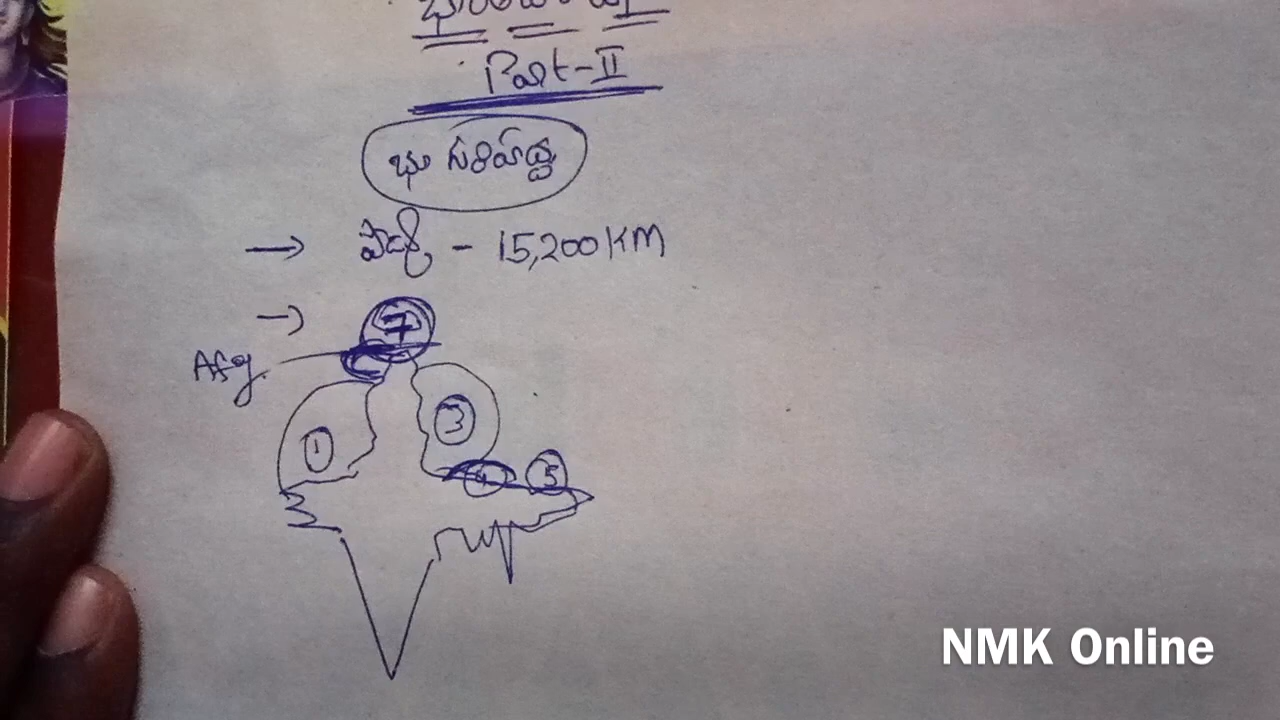 Part-II
భూ సరిహద్దు
→ పొడవు - 15,200 KM
→ 7
Afg.
1
3
4 5
NMK Online